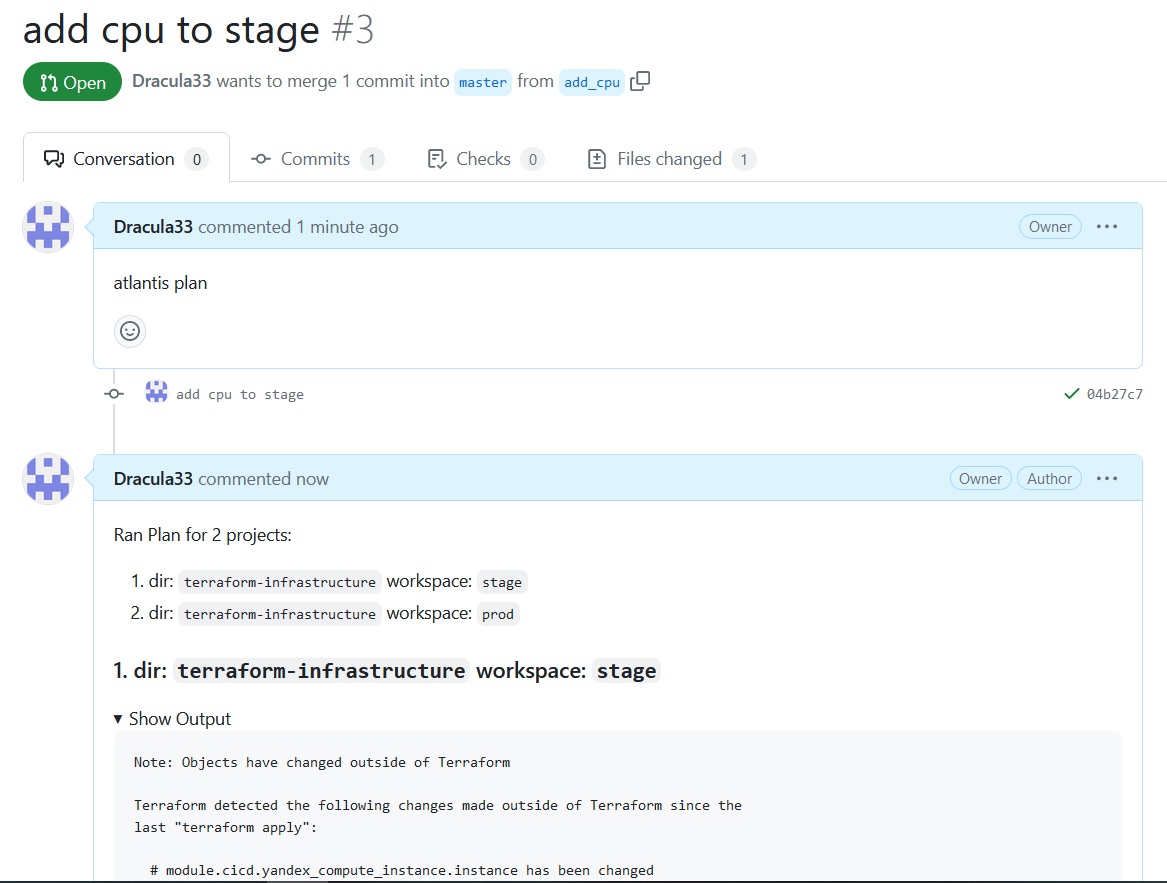 add cpu to stage #3
Open Dracula33 wants to merge 1 commit into master from add_cpu
Conversation 0 Commits 1 Checks 0 Files changed 1
Dracula33 commented 1 minute ago Owner ...
atlantis plan
add cpu to stage 04b27c7
Dracula33 commented now Owner Author ...
Ran Plan for 2 projects:
1. dir: terraform-infrastructure workspace: stage
2. dir: terraform-infrastructure workspace: prod
1. dir: terraform-infrastructure workspace: stage
▾ Show Output
Note: Objects have changed outside of Terraform
Terraform detected the following changes made outside of Terraform since the
last "terraform apply":
# module.cicd.yandex_compute_instance.instance has been changed